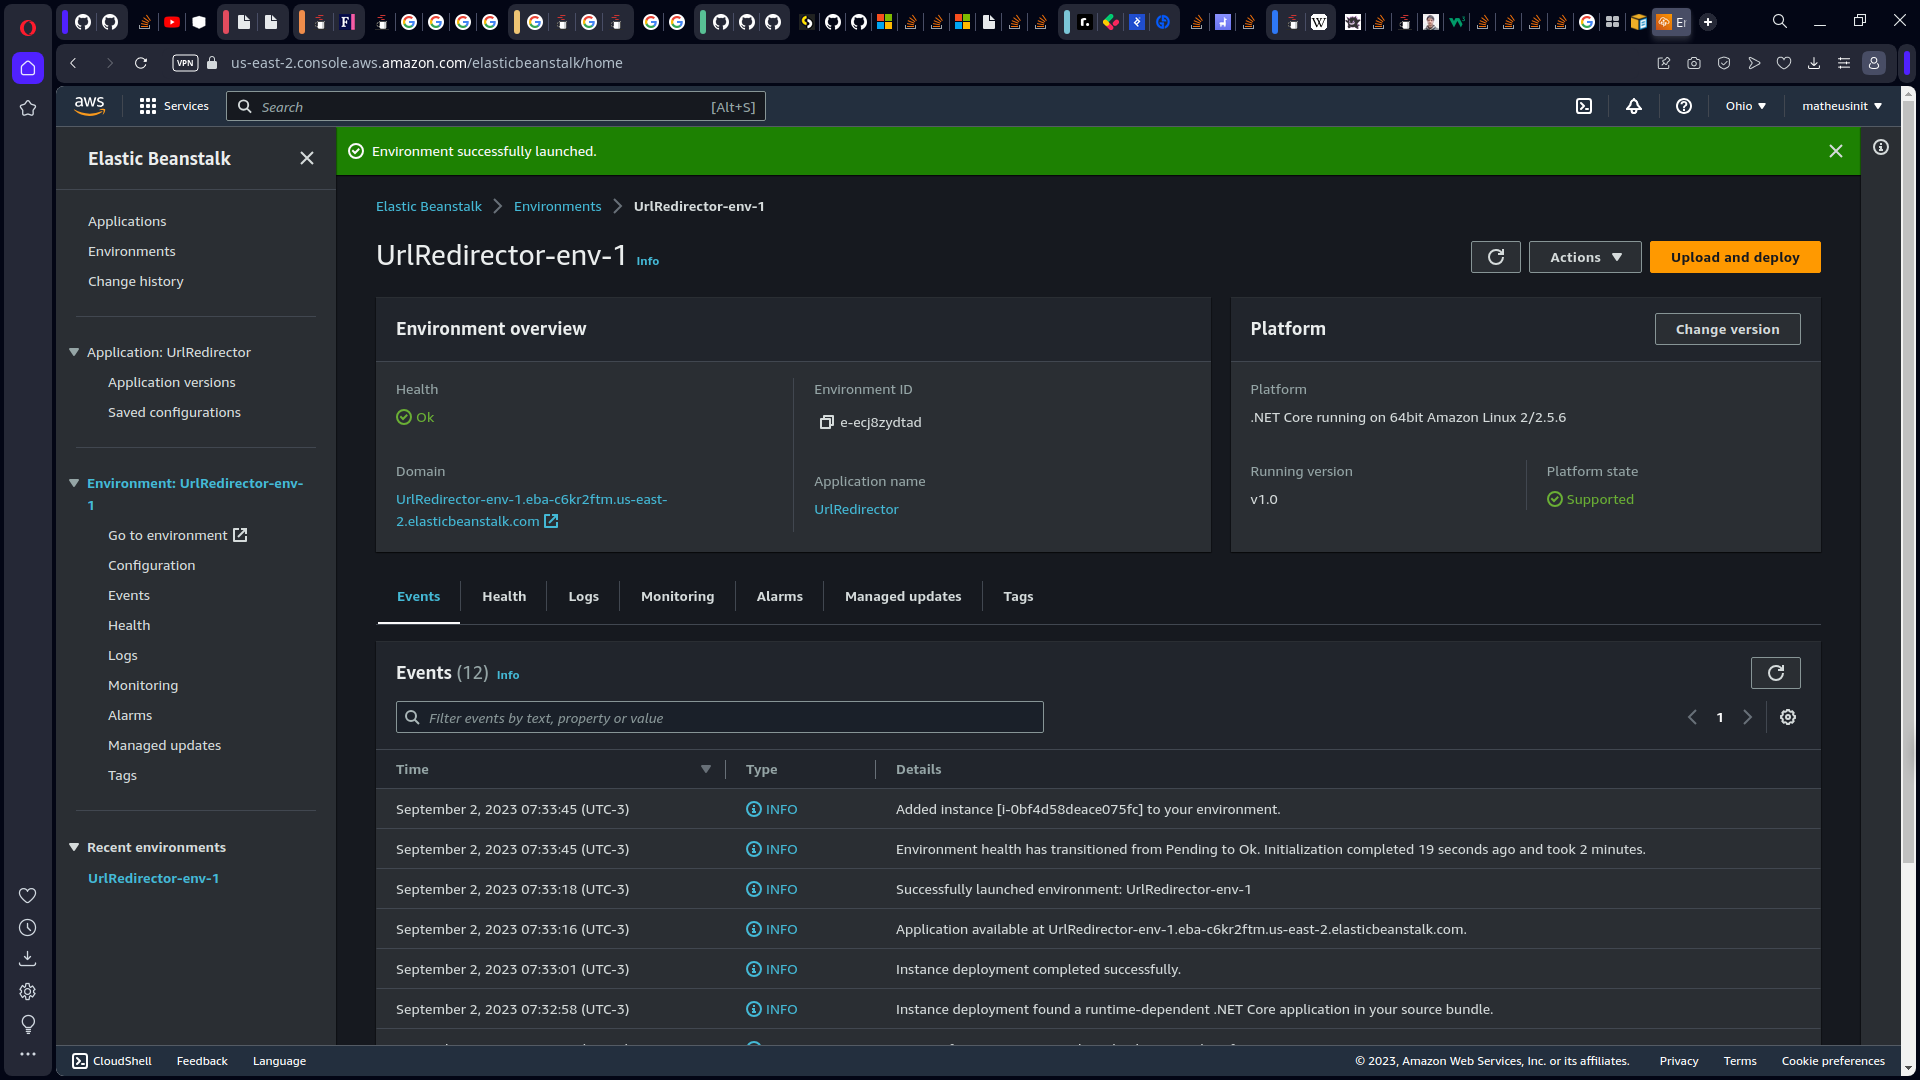 VPN
us-east-2.console.aws.amazon.com/elasticbeanstalk/home
aws
Services
Search
[Alt+S]
Ohio
matheusinit
Elastic Beanstalk
Applications
Environments
Change history
Application: UrlRedirector
Application versions
Saved configurations
Environment: UrlRedirector-env-
1
Go to environment
Configuration
Events
Health
Logs
Monitoring
Alarms
Managed updates
Tags
Recent environments
UrlRedirector-env-1
Environment successfully launched.
Elastic Beanstalk
Environments
UrlRedirector-env-1
UrlRedirector-env-1 Info
Actions
Upload and deploy
Environment overview
Health
Ok
Domain
UrlRedirector-env-1.eba-c6kr2ftm.us-east-
2.elasticbeanstalk.com
Environment ID
e-ecj8zydtad
Application name
UrlRedirector
Platform
Change version
Platform
.NET Core running on 64bit Amazon Linux 2/2.5.6
Running version
v1.0
Platform state
Supported
Events
Health
Logs
Monitoring
Alarms
Managed updates
Tags
Events (12) Info
Filter events by text, property or value
1
Time Type Details
September 2, 2023 07:33:45 (UTC-3) INFO Added instance [i-0bf4d58deace075fc] to your environment.
September 2, 2023 07:33:45 (UTC-3) INFO Environment health has transitioned from Pending to Ok. Initialization completed 19 seconds ago and took 2 minutes.
September 2, 2023 07:33:18 (UTC-3) INFO Successfully launched environment: UrlRedirector-env-1
September 2, 2023 07:33:16 (UTC-3) INFO Application available at UrlRedirector-env-1.eba-c6kr2ftm.us-east-2.elasticbeanstalk.com.
September 2, 2023 07:33:01 (UTC-3) INFO Instance deployment completed successfully.
September 2, 2023 07:32:58 (UTC-3) INFO Instance deployment found a runtime-dependent .NET Core application in your source bundle.
CloudShell
Feedback
Language
© 2023, Amazon Web Services, Inc. or its affiliates.
Privacy
Terms
Cookie preferences